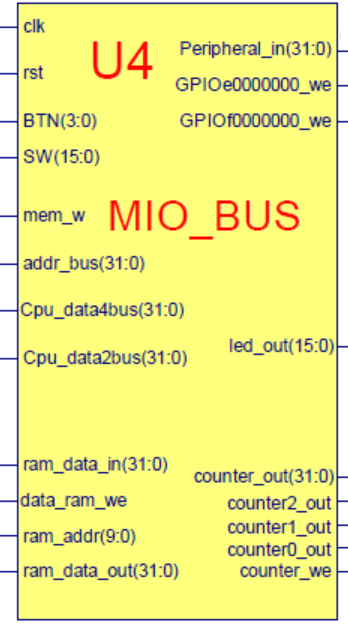 clk
U4
Peripheral_in(31:0)
rst
GPIOe0000000_we
BTN(3:0)
GPIOf0000000_we
SW(15:0)
mem_w
MIO_BUS
addr_bus(31:0)
Cpu_data4bus(31:0)
led_out(15:0)
Cpu_data2bus(31:0)
ram_data_in(31:0)
counter_out(31:0)
data_ram_we
counter2_out
ram_addr(9:0)
counter1_out
counter0_out
ram_data_out(31:0)
counter_we